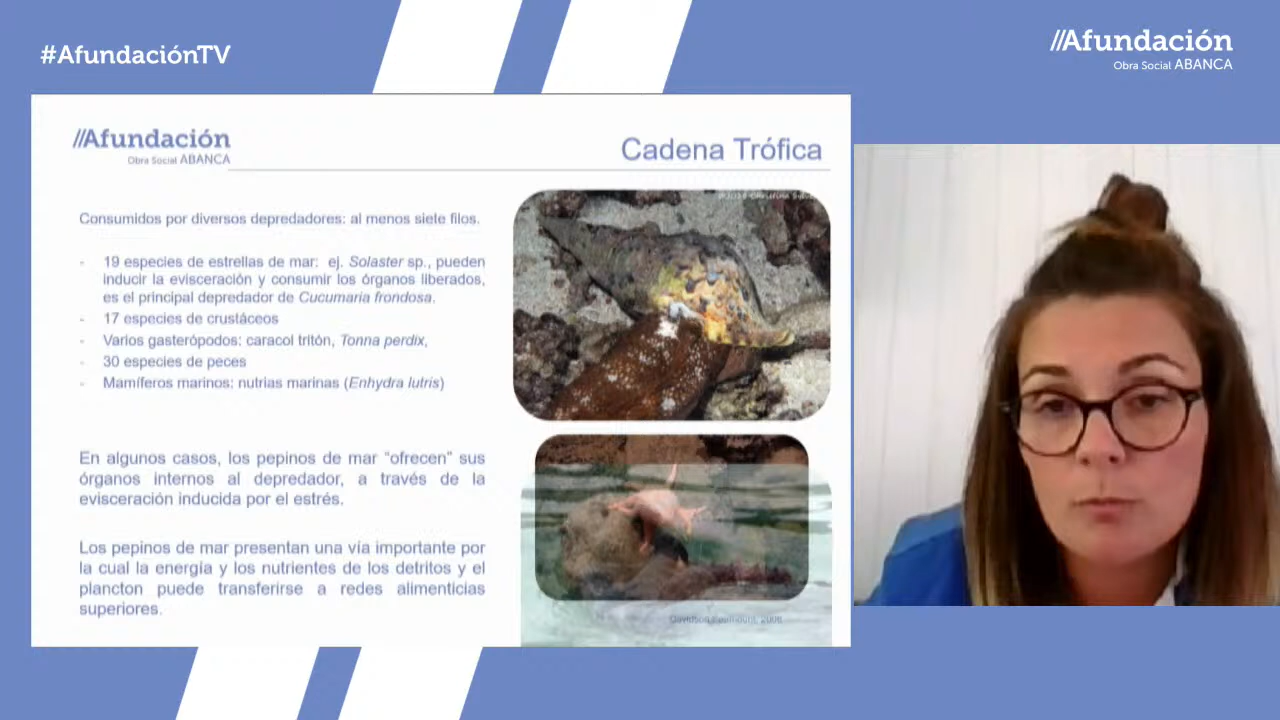 #AfundaciónTV
//Afundación
Obra Social ABANCA
//Afundación
Obra Social ABANCA
Cadena Trófica
Consumidos por diversos depredadores: al menos siete filos.
- 19 especies de estrellas de mar: ej. Solaster sp., pueden
inducir la evisceración y consumir los órganos liberados,
es el principal depredador de Cucumaria frondosa.
- 17 especies de crustáceos
- Varios gasterópodos: caracol tritón, Tonna perdix,
- 30 especies de peces
- Mamíferos marinos: nutrias marinas (Enhydra lutris)
En algunos casos, los pepinos de mar “ofrecen” sus
órganos internos al depredador, a través de la
evisceración inducida por el estrés.
Los pepinos de mar presentan una vía importante por
la cual la energía y los nutrientes de los detritos y el
plancton puede transferirse a redes alimenticias
superiores.
Davidson Seamount,